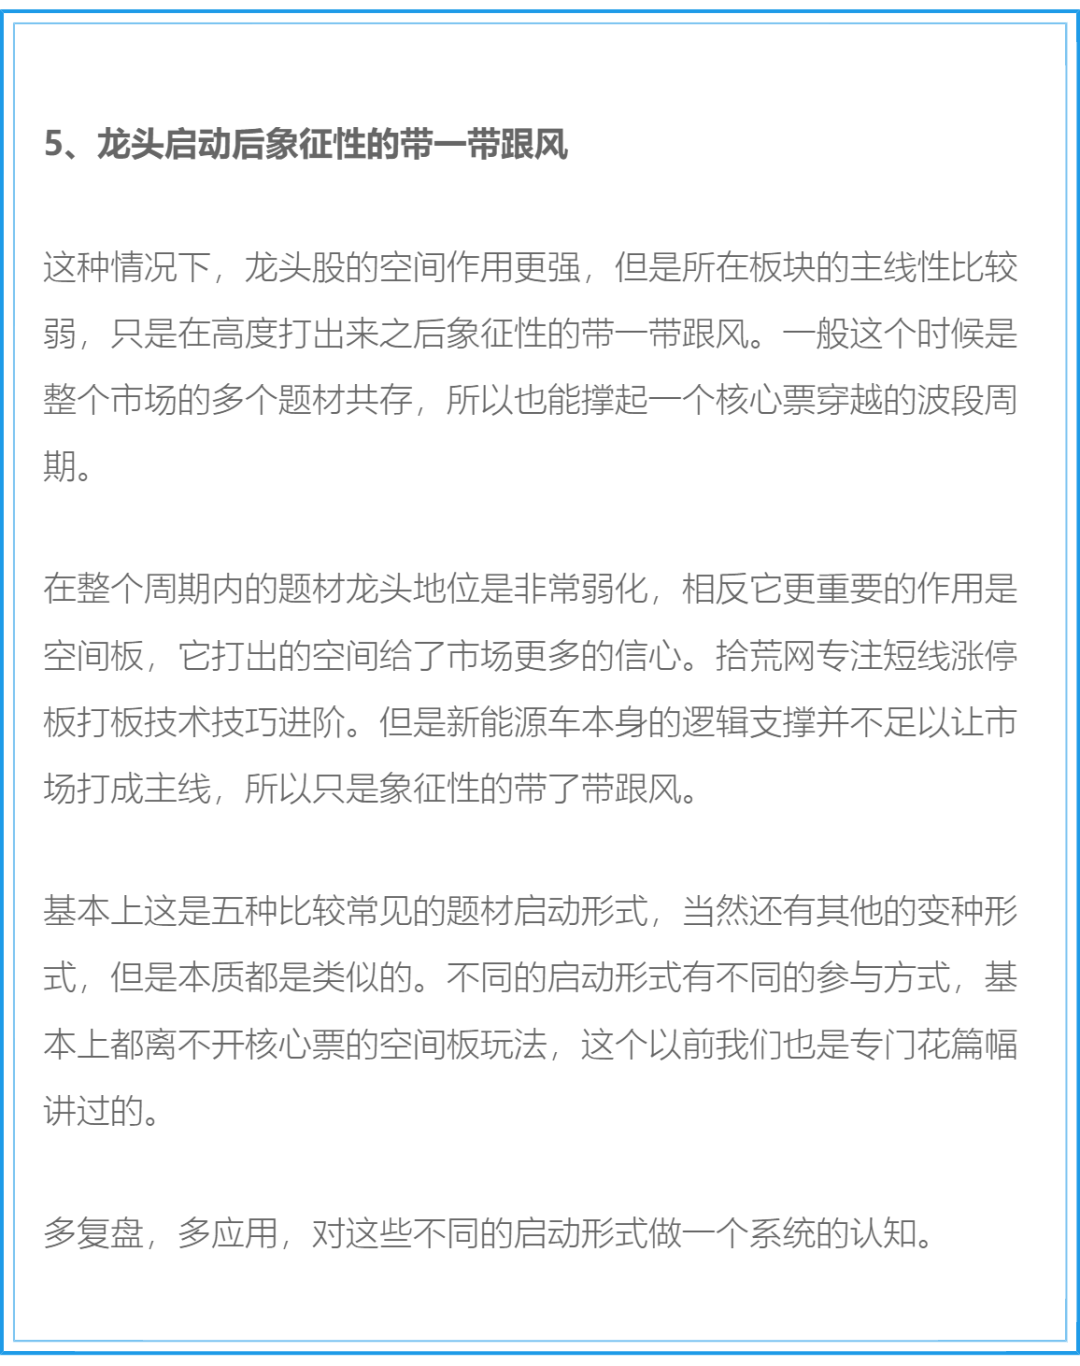 5、龙头启动后象征性的带一带跟风
这种情况下，龙头股的空间作用更强，但是所在板块的主线性比较
弱，只是在高度打出来之后象征性的带一带跟风。一般这个时候是
整个市场的多个题材共存，所以也能撑起一个核心票穿越的波段周
期。
在整个周期内的题材龙头地位是非常弱化，相反它更重要的作用是
空间板，它打出的空间给了市场更多的信心。拾荒网专注短线涨停
板打板技术技巧进阶。但是新能源车本身的逻辑支撑并不足以让市
场打成主线，所以只是象征性的带了带跟风。
基本上这是五种比较常见的题材启动形式，当然还有其他的变种形
式，但是本质都是类似的。不同的启动形式有不同的参与方式，基
本上都离不开核心票的空间板玩法，这个以前我们也是专门花篇幅
讲过的。
多复盘，多应用，对这些不同的启动形式做一个系统的认知。